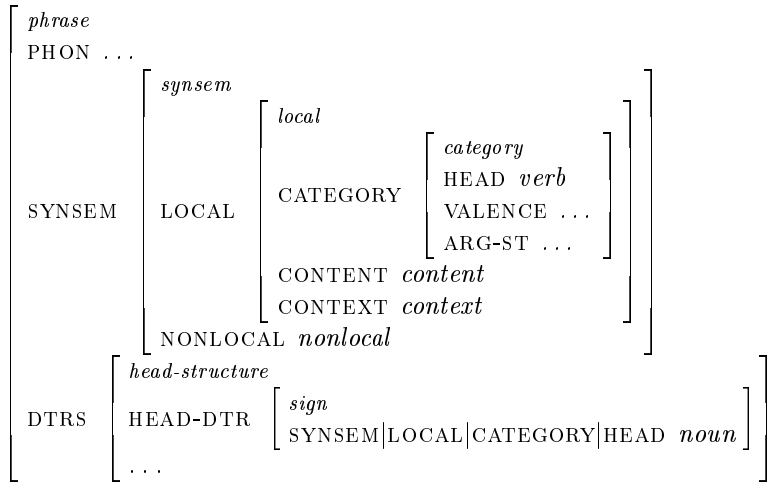 phrase
PHON ...
synsem
local
category
HEAD verb
CATEGORY
VALENCE ...
SYNSEM LOCAL
ARG-ST ...
CONTENT content
CONTEXT context
NONLOCAL nonlocal
head-structure
sign
DTRS HEAD-DTR
SYNSEM|LOCAL|CATEGORY|HEAD noun
...